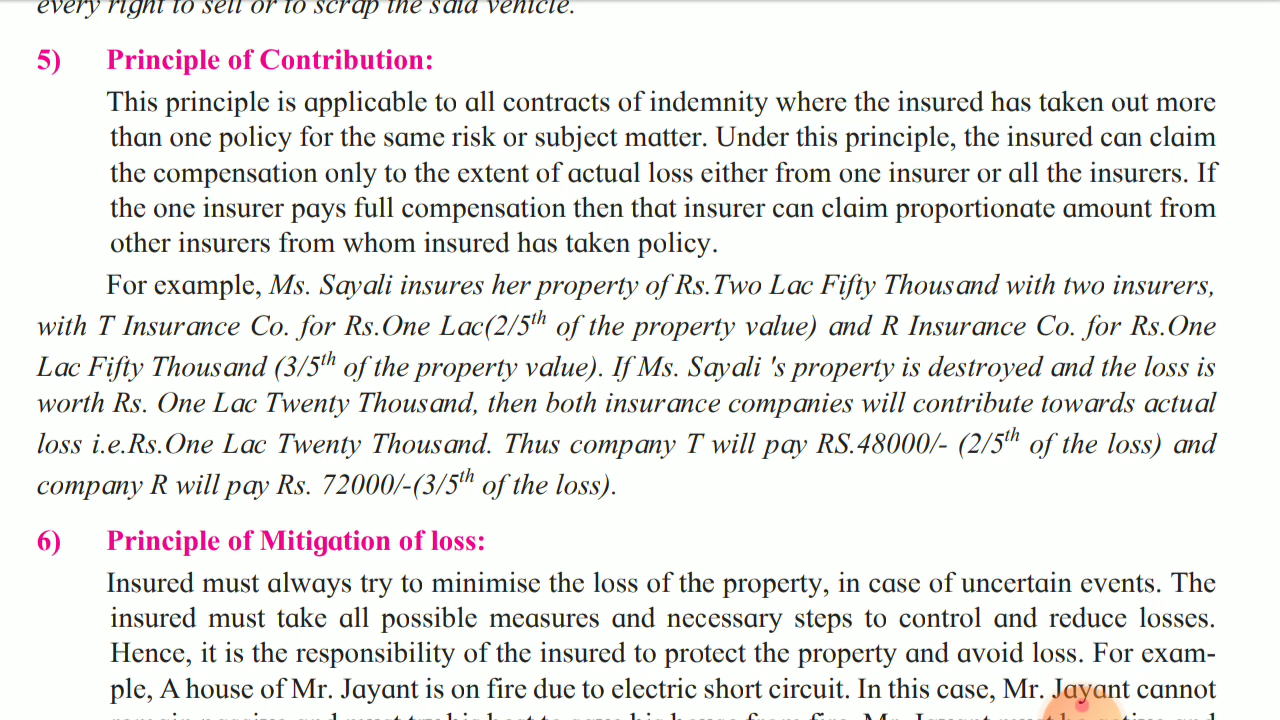 every right to sell or to scrap the said vehicle.
5) Principle of Contribution:
This principle is applicable to all contracts of indemnity where the insured has taken out more
than one policy for the same risk or subject matter. Under this principle, the insured can claim
the compensation only to the extent of actual loss either from one insurer or all the insurers. If
the one insurer pays full compensation then that insurer can claim proportionate amount from
other insurers from whom insured has taken policy.
For example, Ms. Sayali insures her property of Rs.Two Lac Fifty Thousand with two insurers,
with T Insurance Co. for Rs.One Lac(2/5th of the property value) and R Insurance Co. for Rs.One
Lac Fifty Thousand (3/5th of the property value). If Ms. Sayali 's property is destroyed and the loss is
worth Rs. One Lac Twenty Thousand, then both insurance companies will contribute towards actual
loss i.e.Rs.One Lac Twenty Thousand. Thus company T will pay RS.48000/- (2/5th of the loss) and
company R will pay Rs. 72000/-(3/5th of the loss).
6) Principle of Mitigation of loss:
Insured must always try to minimise the loss of the property, in case of uncertain events. The
insured must take all possible measures and necessary steps to control and reduce losses.
Hence, it is the responsibility of the insured to protect the property and avoid loss. For exam-
ple, A house of Mr. Jayant is on fire due to electric short circuit. In this case, Mr. Jayant cannot